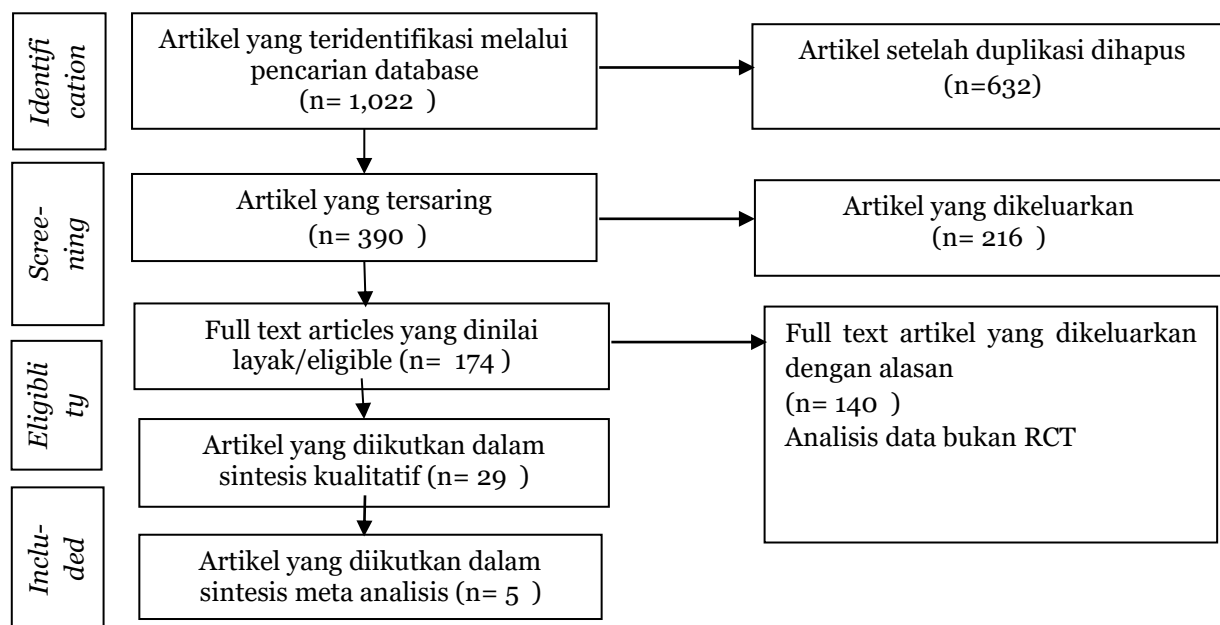 Identifi
cation
Artikel yang teridentifikasi melalui
pencarian database
(n= 1,022 )
Artikel setelah duplikasi dihapus
(n=632)
Scree-
ning
Artikel yang tersaring
(n= 390 )
Artikel yang dikeluarkan
(n= 216 )
Eligibli
ty
Full text articles yang dinilai
layak/eligible (n= 174 )
Full text artikel yang dikeluarkan
dengan alasan
(n= 140 )
Analisis data bukan RCT
Artikel yang diikutkan dalam
sintesis kualitatif (n= 29 )
Inclu-
ded
Artikel yang diikutkan dalam
sintesis meta analisis (n= 5 )